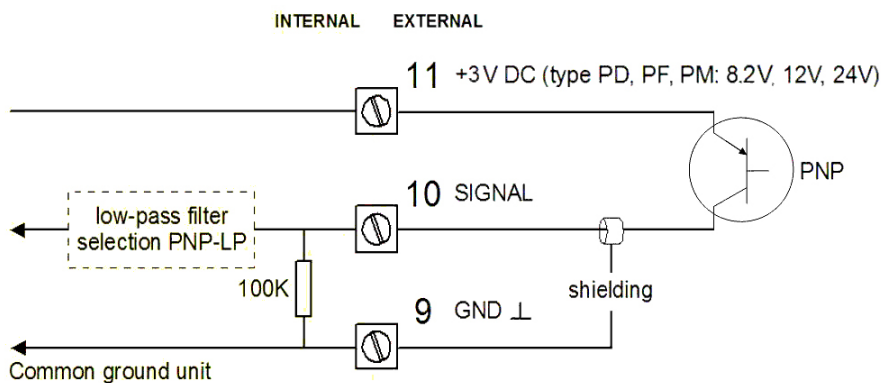 INTERNAL EXTERNAL
11 +3V DC (type PD, PF, PM: 8.2V, 12V, 24V)
PNP
10 SIGNAL
low-pass filter
selection PNP-LP
100K
shielding
9 GND ⊥
Common ground unit